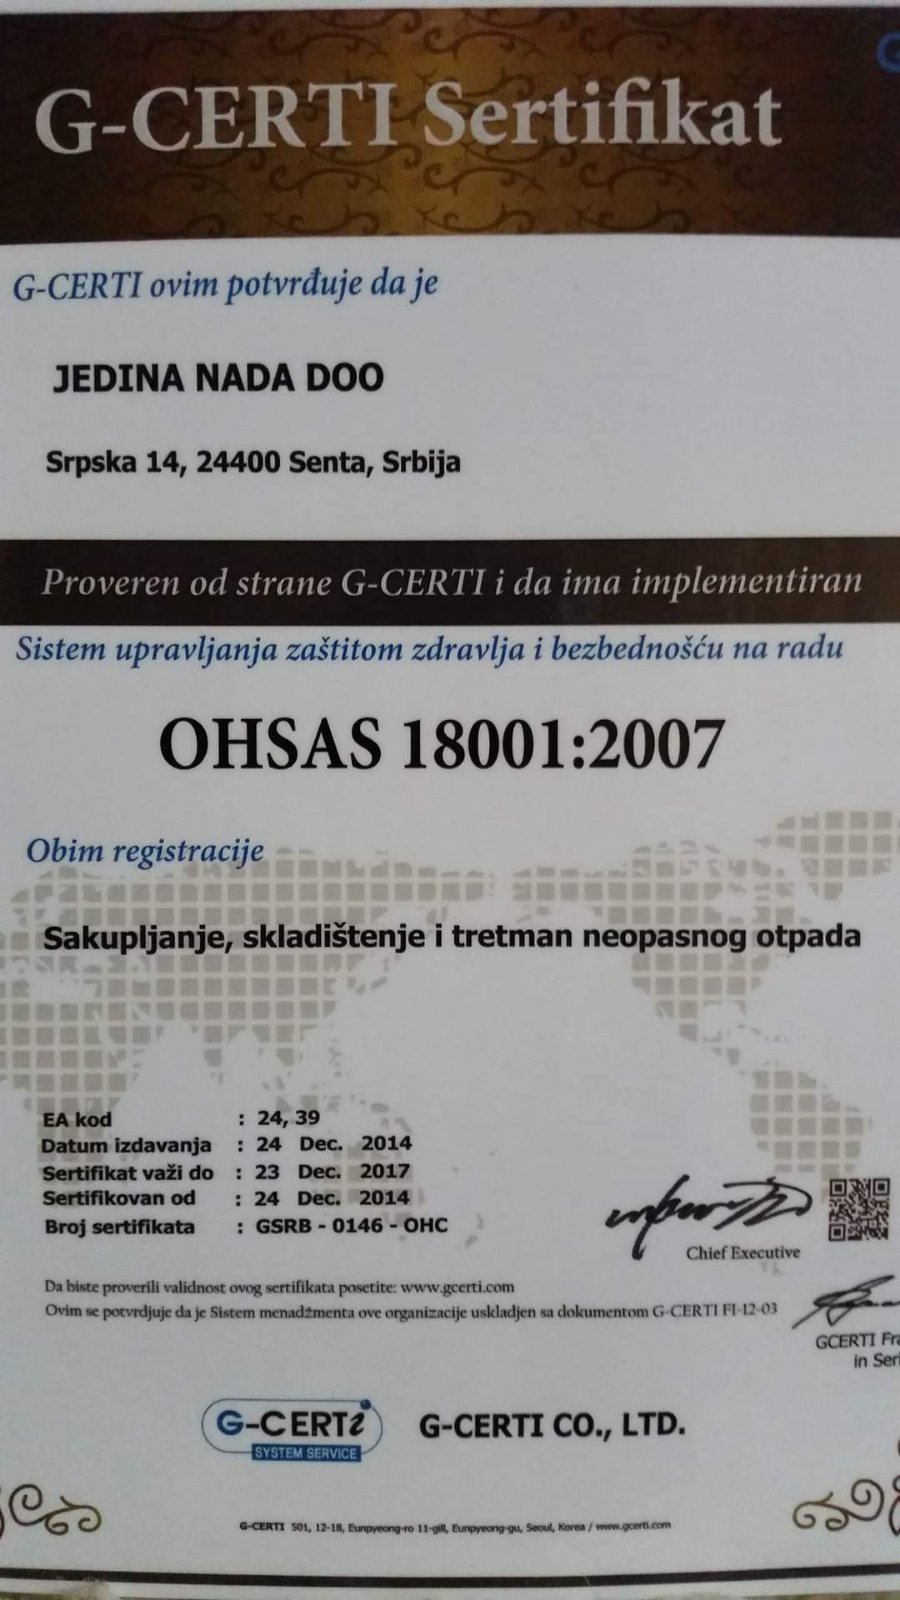 G-CERTI Sertifikat
G-CERTI ovim potvrđuje da je
JEDINA NADA DOO
Srpska 14, 24400 Senta, Srbija
Proveren od strane G-CERTI i da ima implementiran
Sistem upravljanja zaštitom zdravlja i bezbednošću na radu
OHSAS 18001:2007
Obim registracije
Sakupljanje, skladištenje i tretman neopasnog otpada
EA kod : 24, 39
Datum izdavanja : 24 Dec. 2014
Sertifikat važi do : 23 Dec. 2017
Sertifikovan od : 24 Dec. 2014
Broj sertifikata : GSRB - 0146 - OHC
Chief Executive
Da biste proverili validnost ovog sertifikata posetite: www.gcerti.com
Ovim se potvrdjuje da je Sistem menadžmenta ove organizacije uskladjen sa dokumentom G-CERTI FI-12-03
GCERTI
in
G-CERTi
SYSTEM SERVICE
G-CERTI CO., LTD.
G-CERTI 501, 12-18, Eunpyeong-ro 11-gill, Eunpyeong-gu, Seoul, Korea / www.gcerti.com